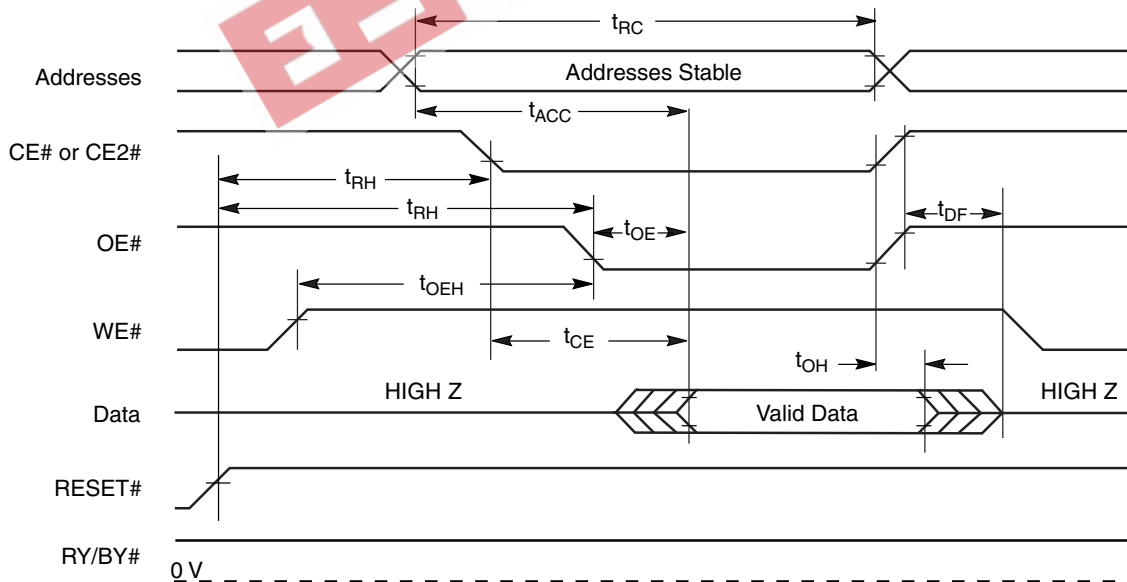 tRC
Addresses
Addresses Stable
tACC
CE# or CE2#
tRH
tRH
tDF
OE#
tOE
tOEH
WE#
tCE
tOH
HIGH Z
HIGH Z
Data
Valid Data
RESET#
RY/BY#
0 V